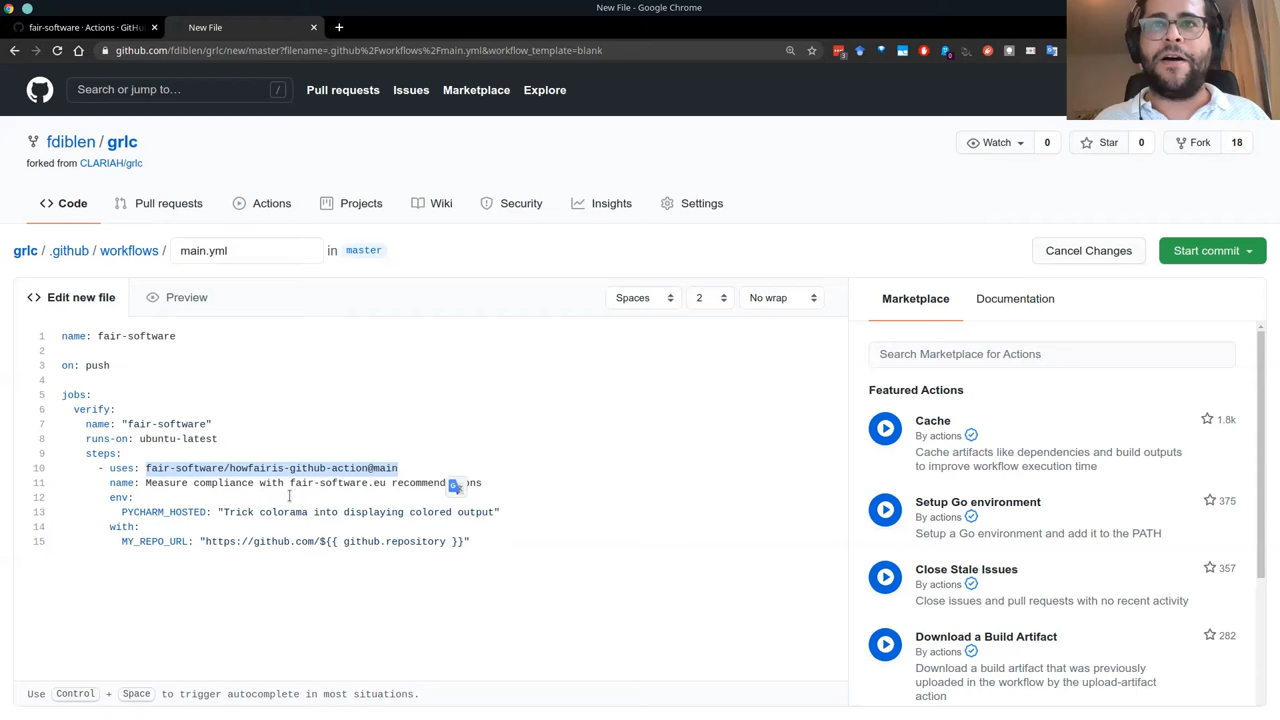 New File - Google Chrome
fair-software · Actions · GitH
New File
github.com/fdiblen/grlc/new/master?filename=.github%2Fworkflows%2Fmain.yml&workflow_template=blank
Search or jump to…
/
Pull requests
Issues
Marketplace
Explore
fdiblen / grlc
forked from CLARIAH/grlc
Watch
0
Star
0
Fork
18
Code
Pull requests
Actions
Projects
Wiki
Security
Insights
Settings
grlc / .github / workflows / main.yml in master
Cancel Changes
Start commit
Edit new file
Preview
Spaces
2
No wrap
1 name: fair-software
2
3 on: push
4
5 jobs:
6 verify:
7 name: "fair-software"
8 runs-on: ubuntu-latest
9 steps:
10 - uses: fair-software/howfairis-github-action@main
11 name: Measure compliance with fair-software.eu recommend ns
12 env:
13 PYCHARM_HOSTED: "Trick colorama into displaying colored output"
14 with:
15 MY_REPO_URL: "https://github.com/${{ github.repository }}"
Use Control + Space to trigger autocomplete in most situations.
Marketplace
Documentation
Search Marketplace for Actions
Featured Actions
Cache
1.8k
By actions
Cache artifacts like dependencies and build outputs
to improve workflow execution time
Setup Go environment
375
By actions
Setup a Go environment and add it to the PATH
Close Stale Issues
357
By actions
Close issues and pull requests with no recent activity
Download a Build Artifact
282
By actions
Download a build artifact that was previously
uploaded in the workflow by the upload-artifact
action